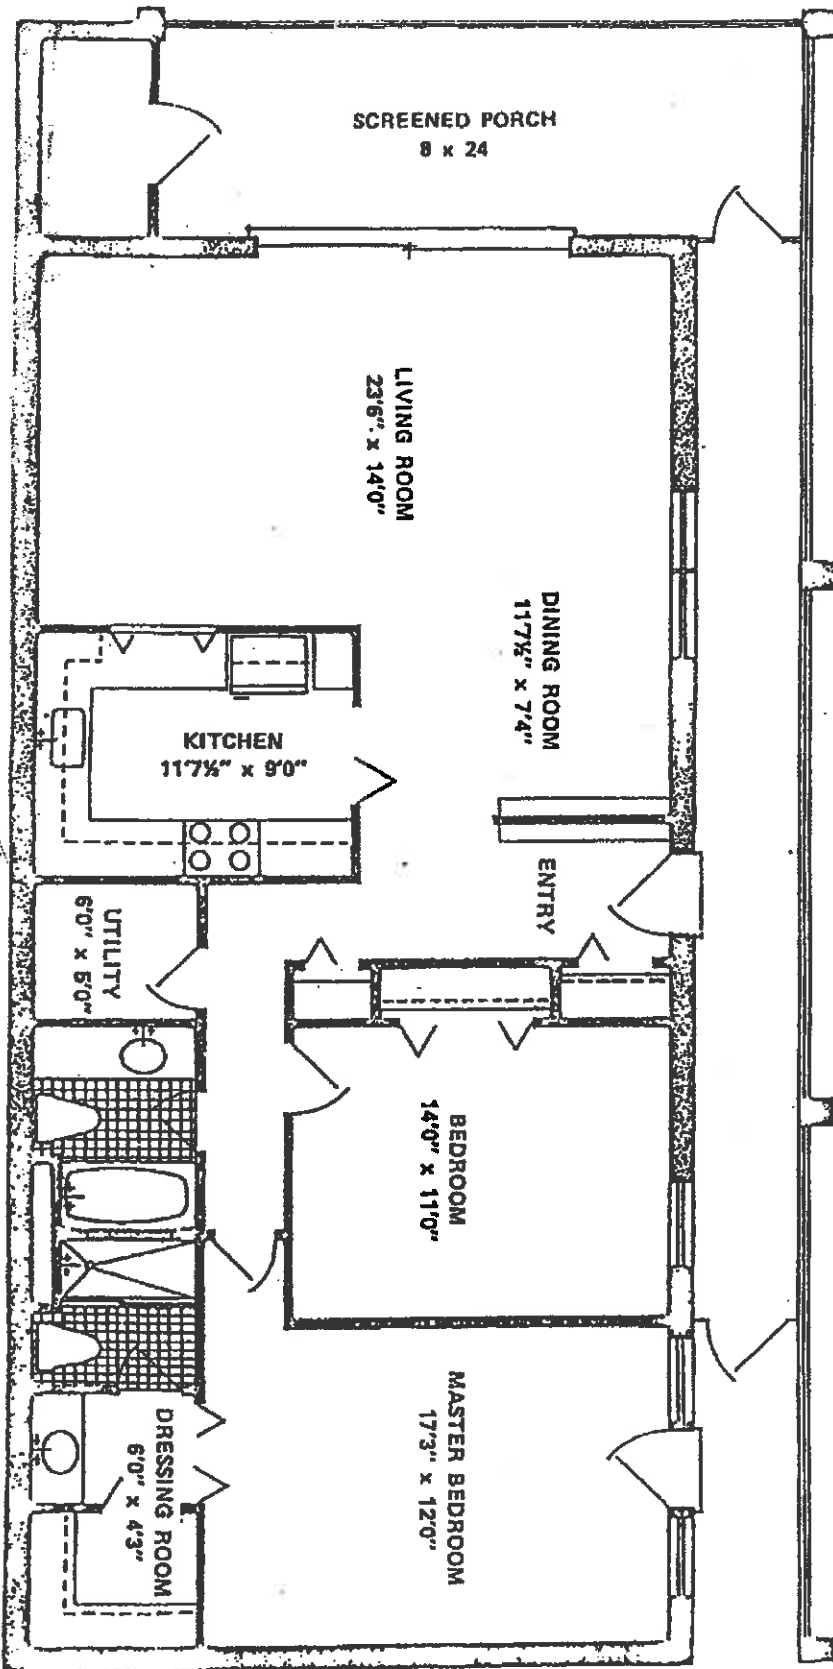 SCREENED PORCH
8 x 24
LIVING ROOM
23'6" x 14'0"
DINING ROOM
11'7½" x 7'4"
KITCHEN
11'7½" x 9'0"
ENTRY
UTILITY
6'0" x 5'0"
BEDROOM
14'0" x 11'0"
MASTER BEDROOM
17'3" x 12'0"
DRESSING ROOM
6'0" x 4'3"